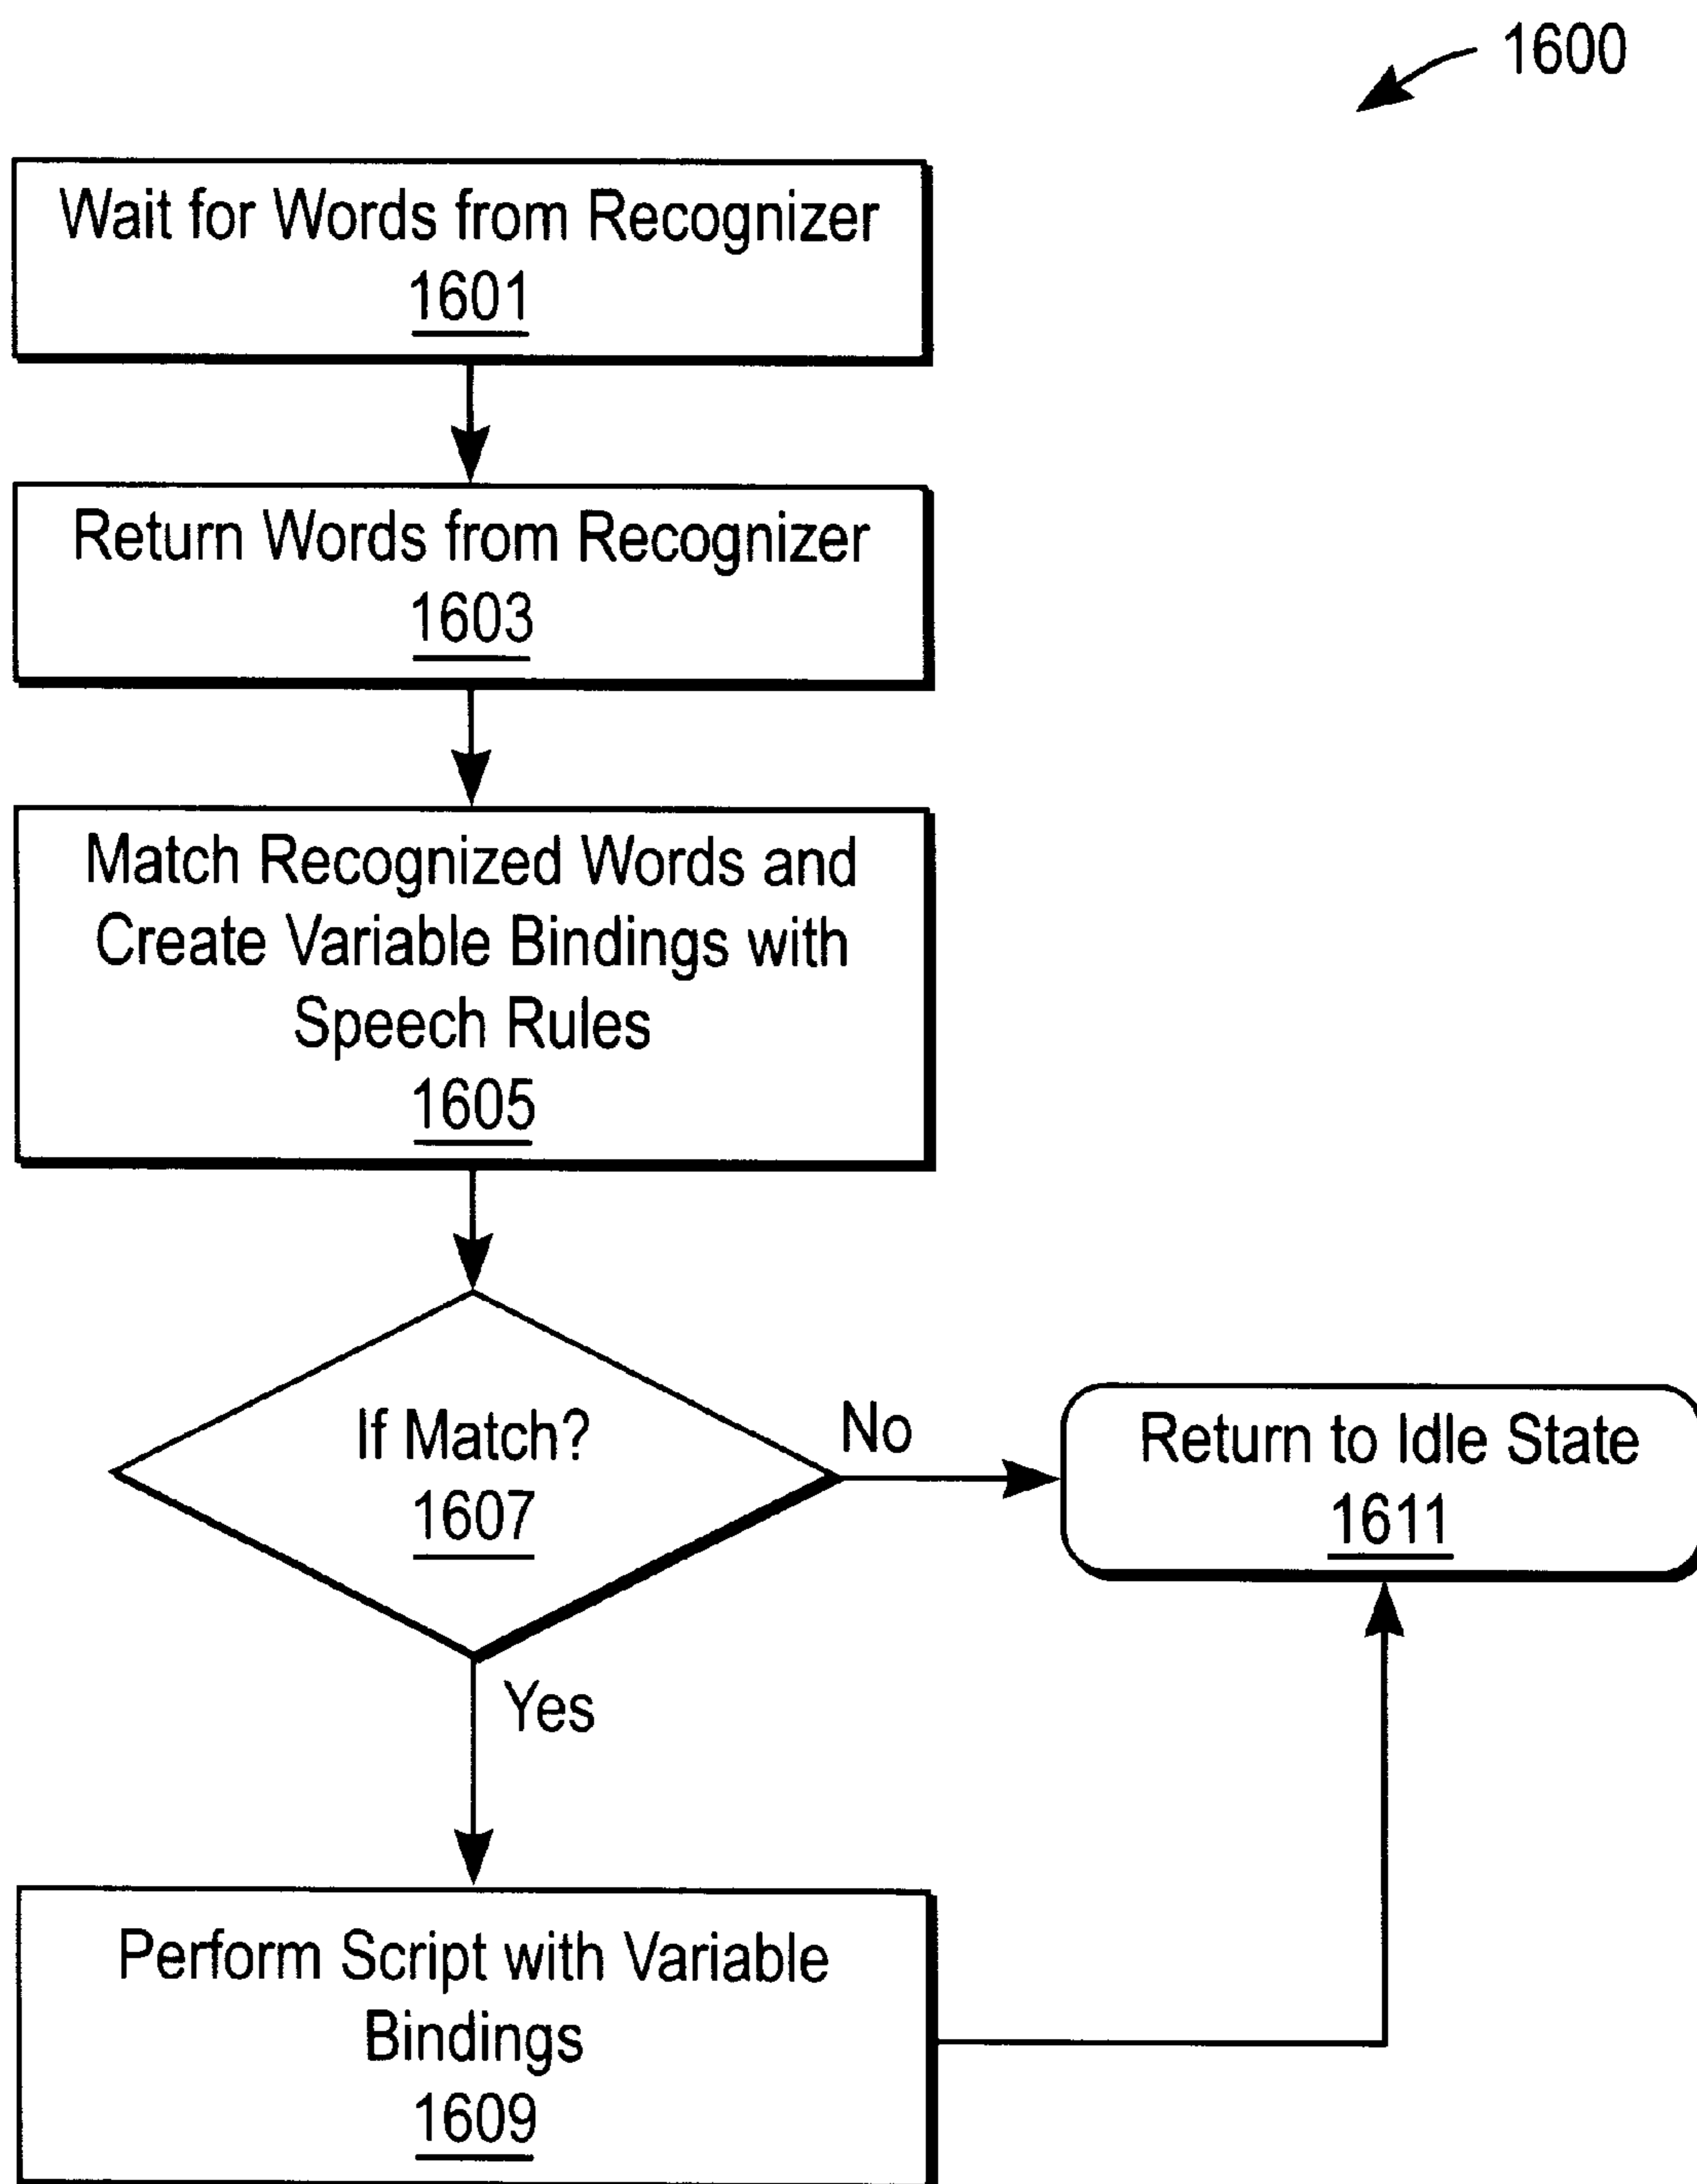 1600
Wait for Words from Recognizer
1601
Return Words from Recognizer
1603
Match Recognized Words and
Create Variable Bindings with
Speech Rules
1605
If Match?
1607
No
Return to Idle State
1611
Yes
Perform Script with Variable
Bindings
1609